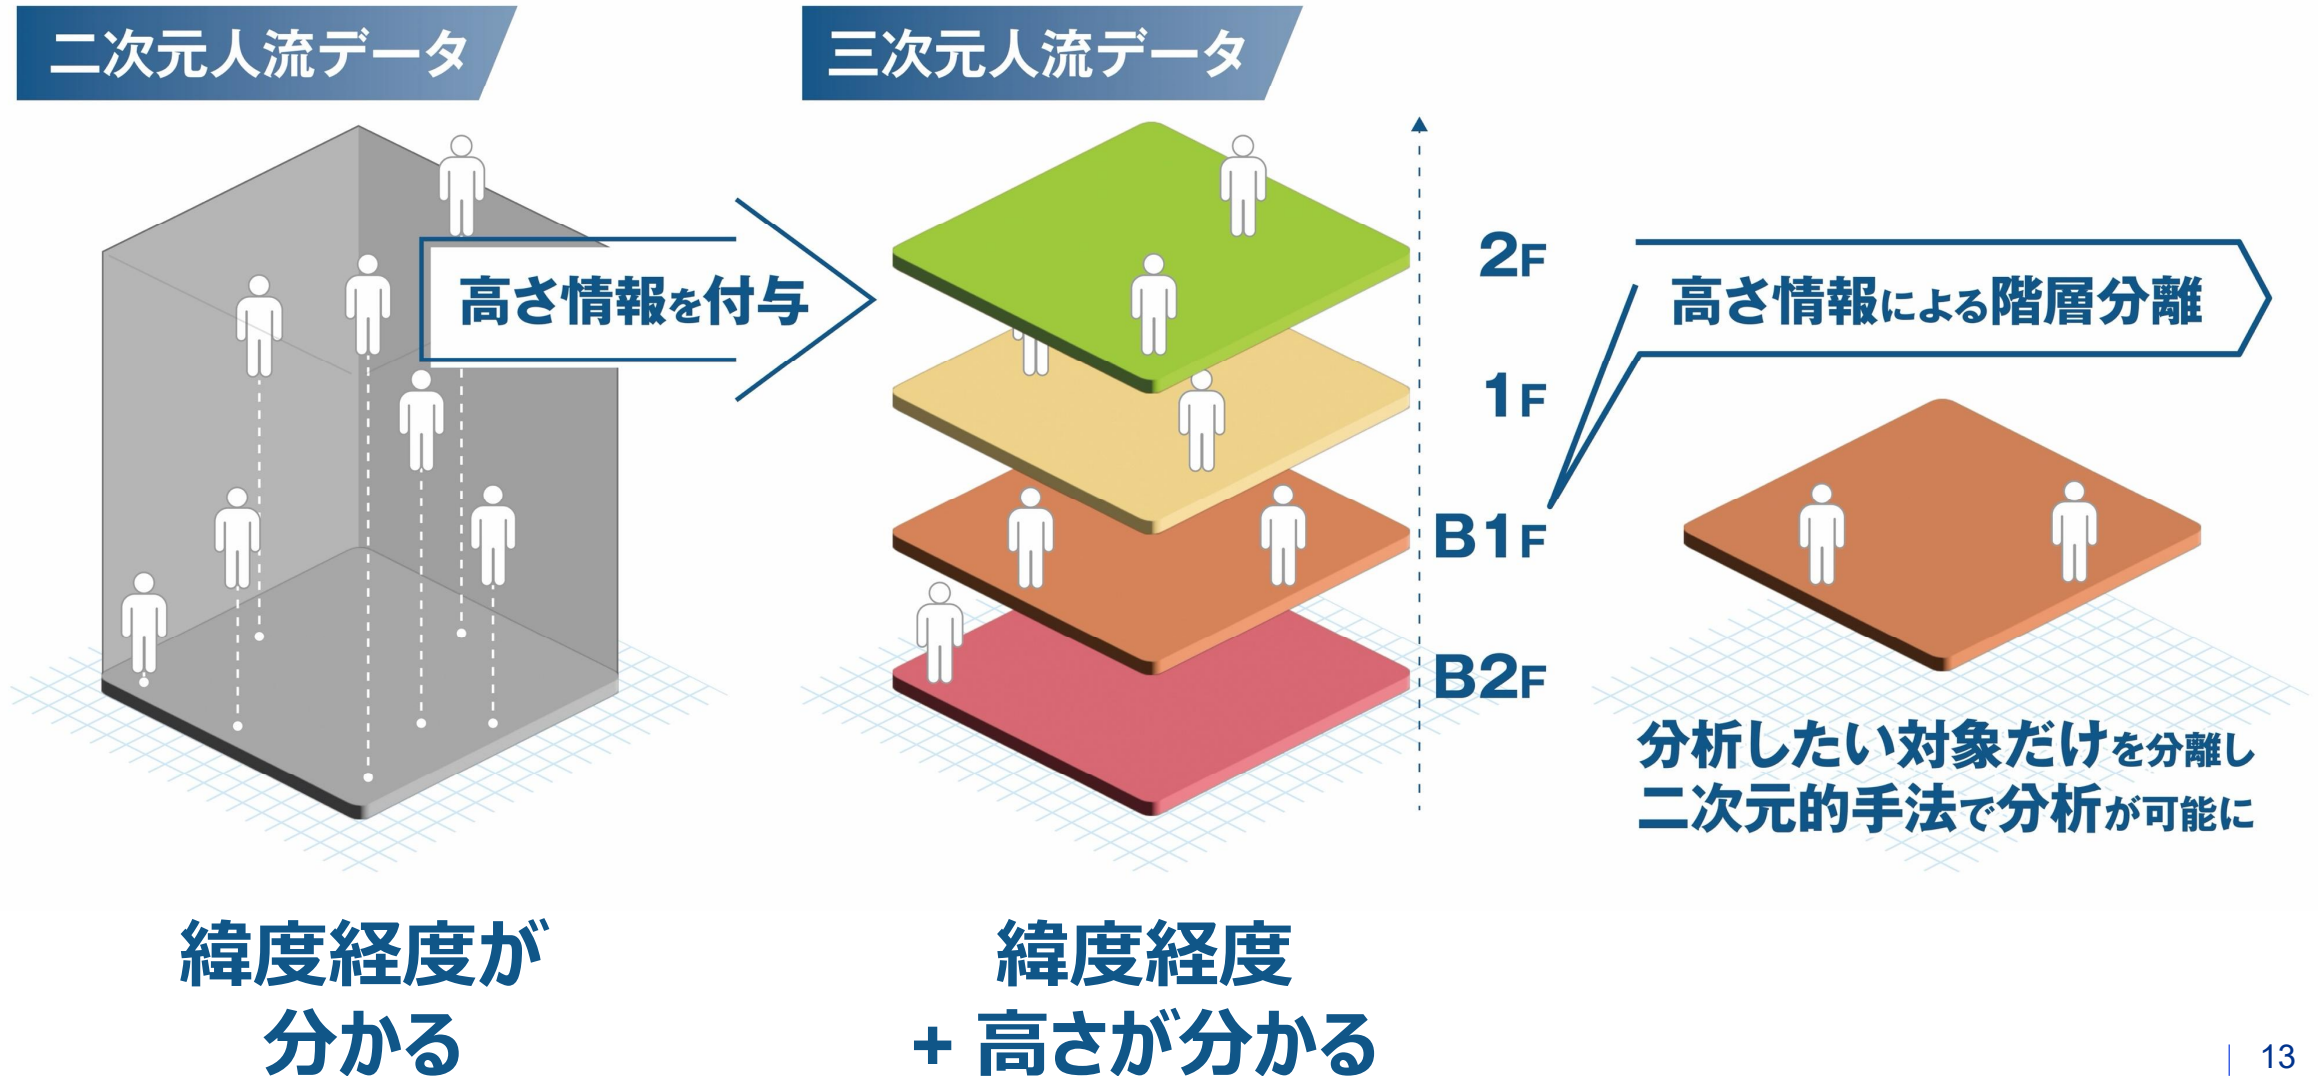 二次元人流データ
高さ情報を付与
緯度経度が
分かる
三次元人流データ
2F
1F
B1F
B2F
緯度経度
+ 高さが分かる
高さ情報による階層分離
分析したい対象だけを分離し
二次元的手法で分析が可能に
13